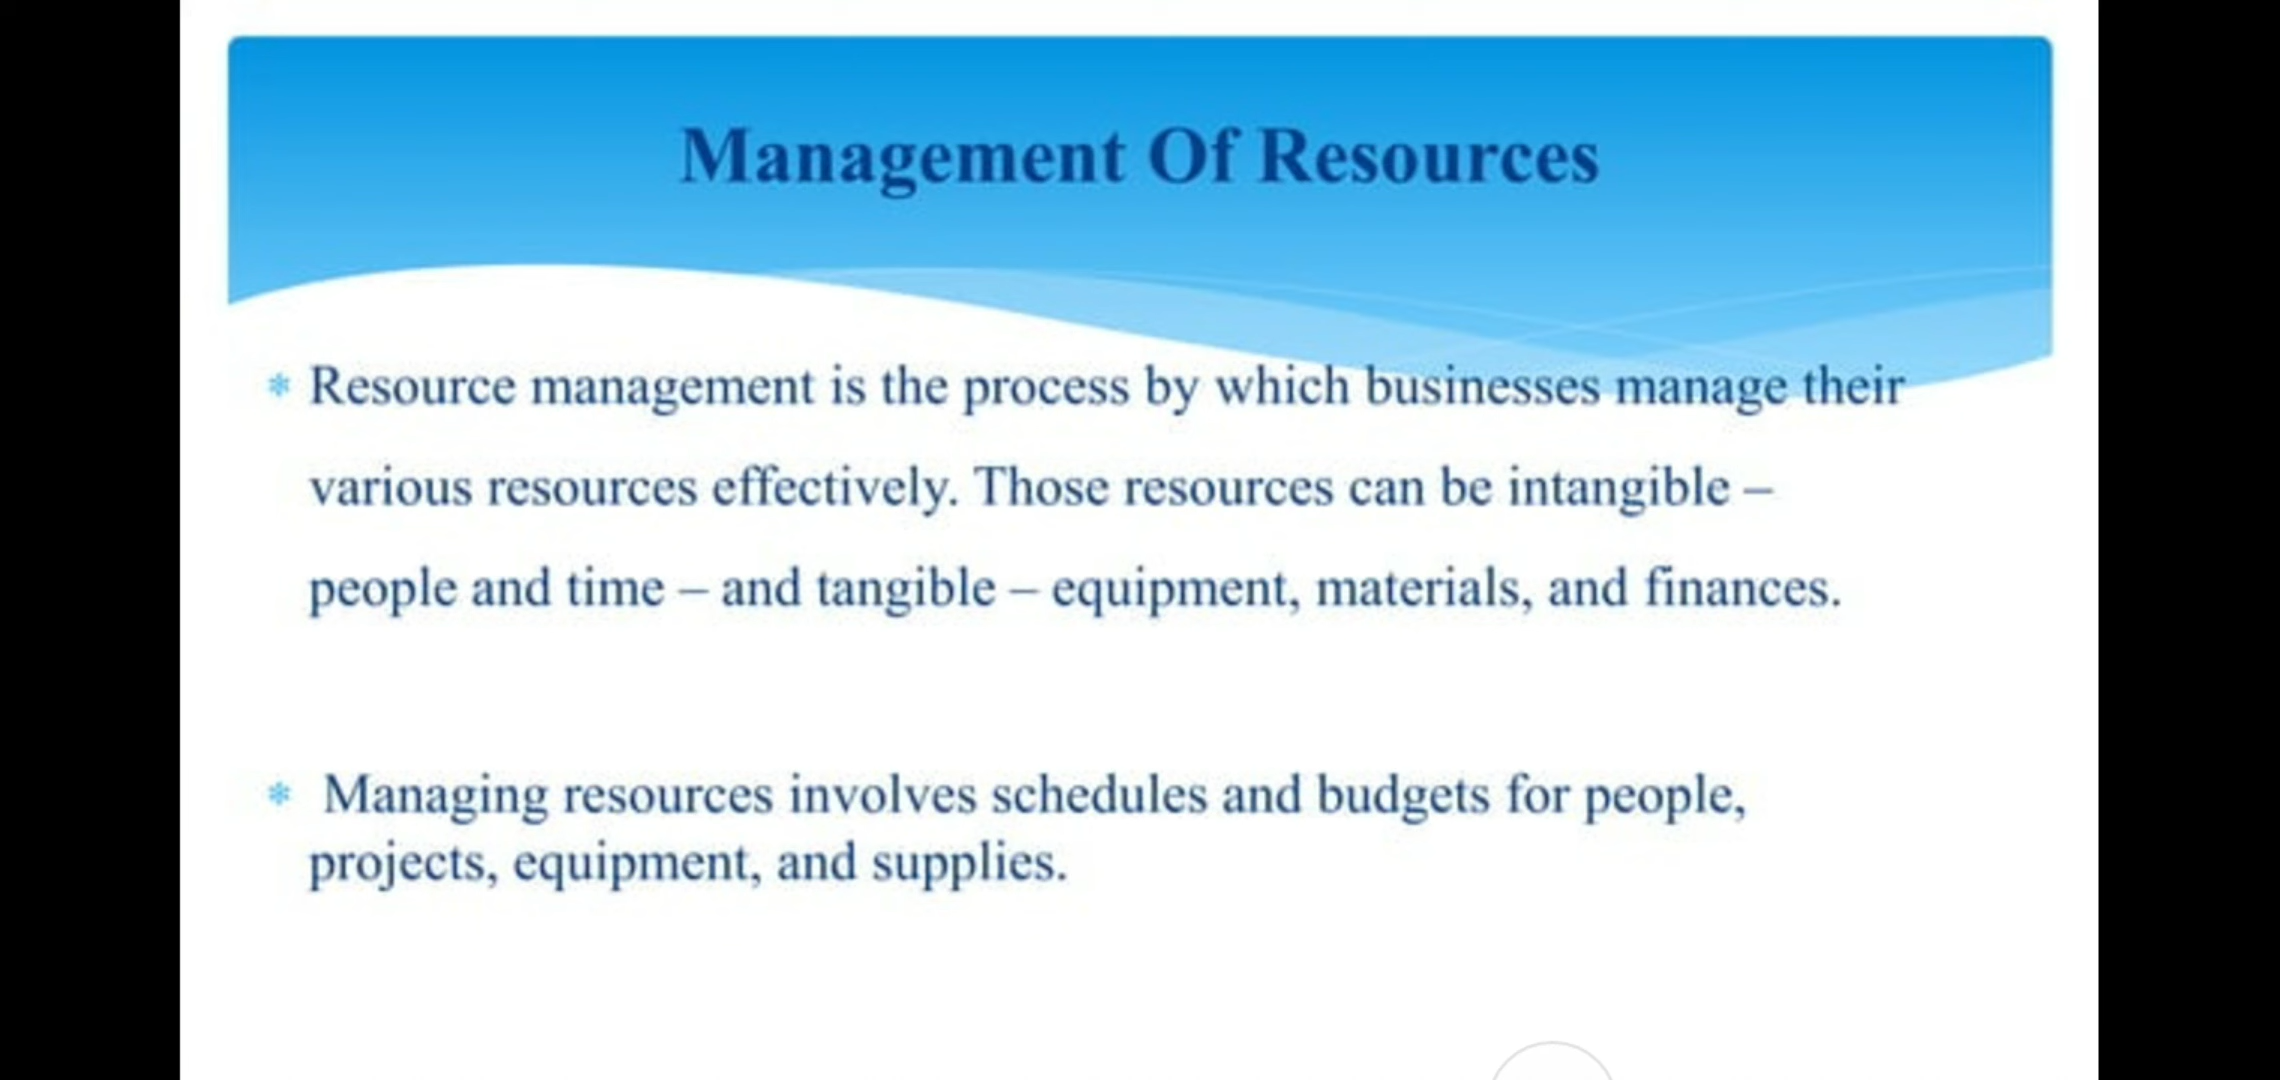 Management Of Resources
* Resource management is the process by which businesses manage their
various resources effectively. Those resources can be intangible –
people and time – and tangible – equipment, materials, and finances.
* Managing resources involves schedules and budgets for people,
projects, equipment, and supplies.